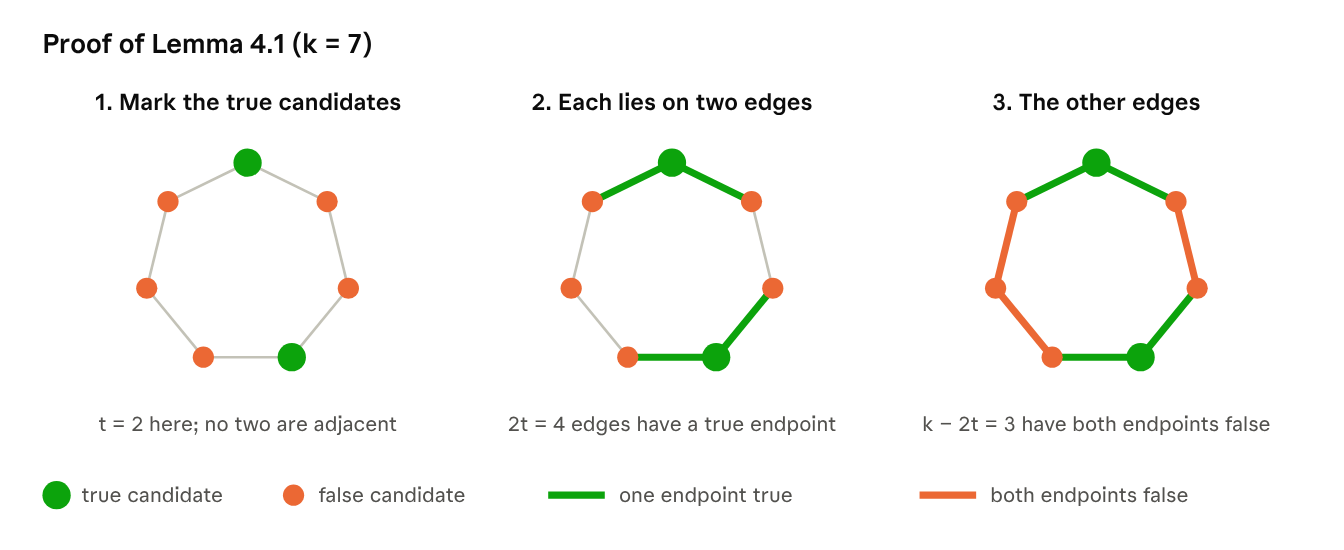 Proof of Lemma 4.1 (k = 7)
1. Mark the true candidates
2. Each lies on two edges
3. The other edges
t = 2 here; no two are adjacent
2t = 4 edges have a true endpoint
k − 2t = 3 have both endpoints false
true candidate
false candidate
one endpoint true
both endpoints false